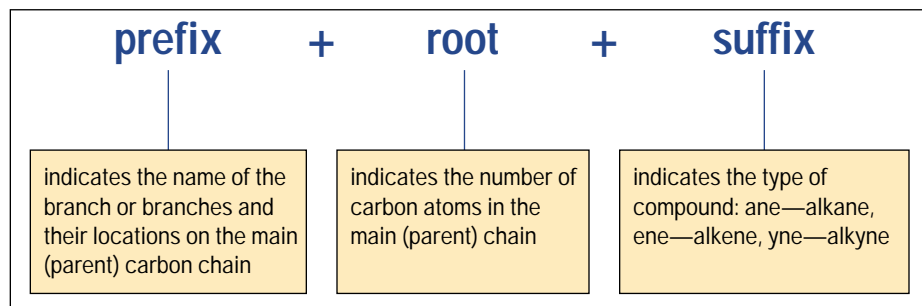 prefix + root + suffix
indicates the name of the
branch or branches and
their locations on the main
(parent) carbon chain
indicates the number of
carbon atoms in the
main (parent) chain
indicates the type of
compound: ane—alkane,
ene—alkene, yne—alkyne